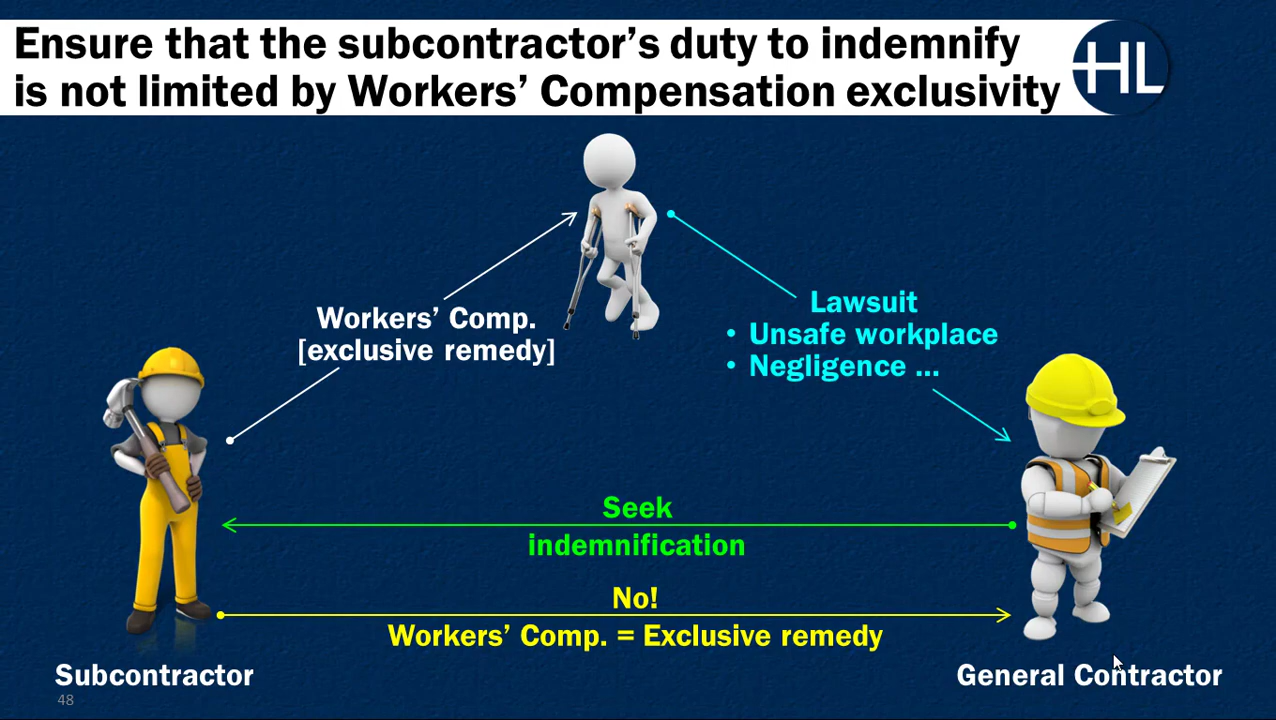 Ensure that the subcontractor’s duty to indemnify
is not limited by Workers’ Compensation exclusivity
HL
Workers’ Comp.
[exclusive remedy]
Lawsuit
• Unsafe workplace
• Negligence ...
Seek
indemnification
No!
Workers’ Comp. = Exclusive remedy
Subcontractor
General Contractor
48